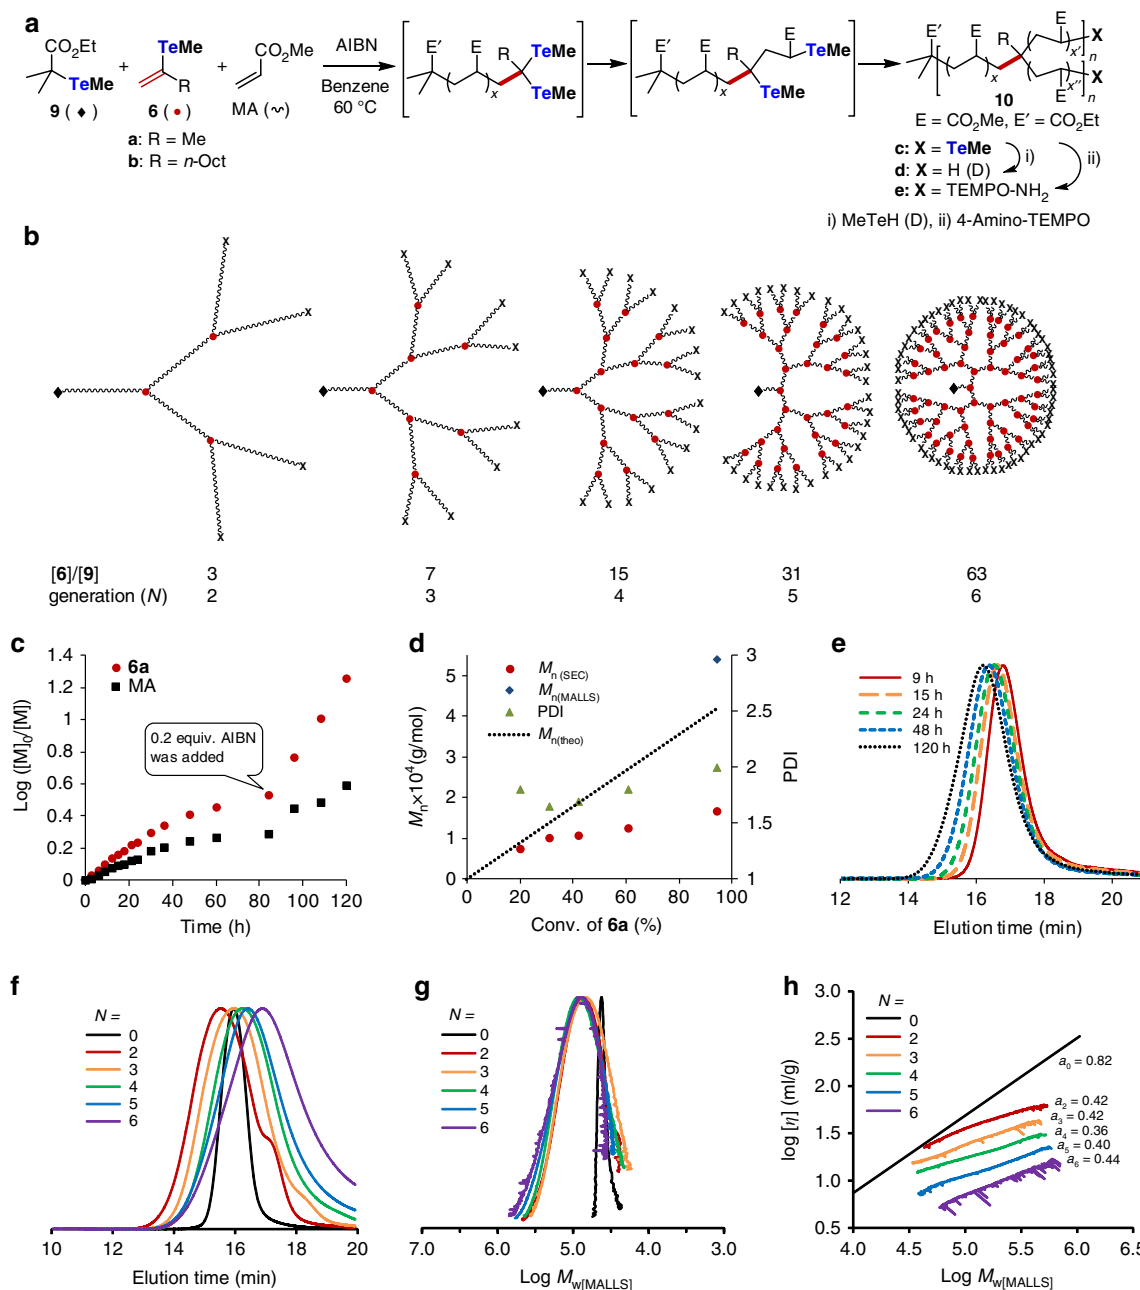 a
CO₂Et
TeMe
9 (♦)
+
TeMe
R
6 (●)
a: R = Me
b: R = n-Oct
+
CO₂Me
MA (~)
AIBN
Benzene
60 °C
E′ E R TeMe
x
TeMe
E′ E R E TeMe
x
TeMe
E′ E R E X
x x′ n
E X
x″ n
10
E = CO₂Me, E′ = CO₂Et
c: X = TeMe
i)
ii)
d: X = H (D)
e: X = TEMPO-NH₂
i) MeTeH (D), ii) 4-Amino-TEMPO
b
[6]/[9] 3 7 15 31 63
generation (N) 2 3 4 5 6
c
Log ([M]₀/[M])
1.4
1.2
1
0.8
0.6
0.4
0.2
0
6a
MA
0.2 equiv. AIBN
was added
0 20 40 60 80 100 120
Time (h)
d
Mₙ×10⁴(g/mol)
5
4
3
2
1
0
Mn (SEC)
Mn(MALLS)
PDI
Mn(theo)
3
2.5
2
1.5
1
PDI
0 20 40 60 80 100
Conv. of 6a (%)
e
9 h
15 h
24 h
48 h
120 h
12 14 16 18 20
Elution time (min)
f
N =
0
2
3
4
5
6
10 12 14 16 18 20
Elution time (min)
g
N =
0
2
3
4
5
6
7.0 6.0 5.0 4.0 3.0
Log Mw[MALLS]
h
log [η] (ml/g)
3.0
2.5
2.0
1.5
1.0
0.5
N =
0
2
3
4
5
6
a₀ = 0.82
a₂ = 0.42
a₃ = 0.42
a₄ = 0.36
a₅ = 0.40
a₆ = 0.44
4.0 4.5 5.0 5.5 6.0 6.5
Log Mw[MALLS]